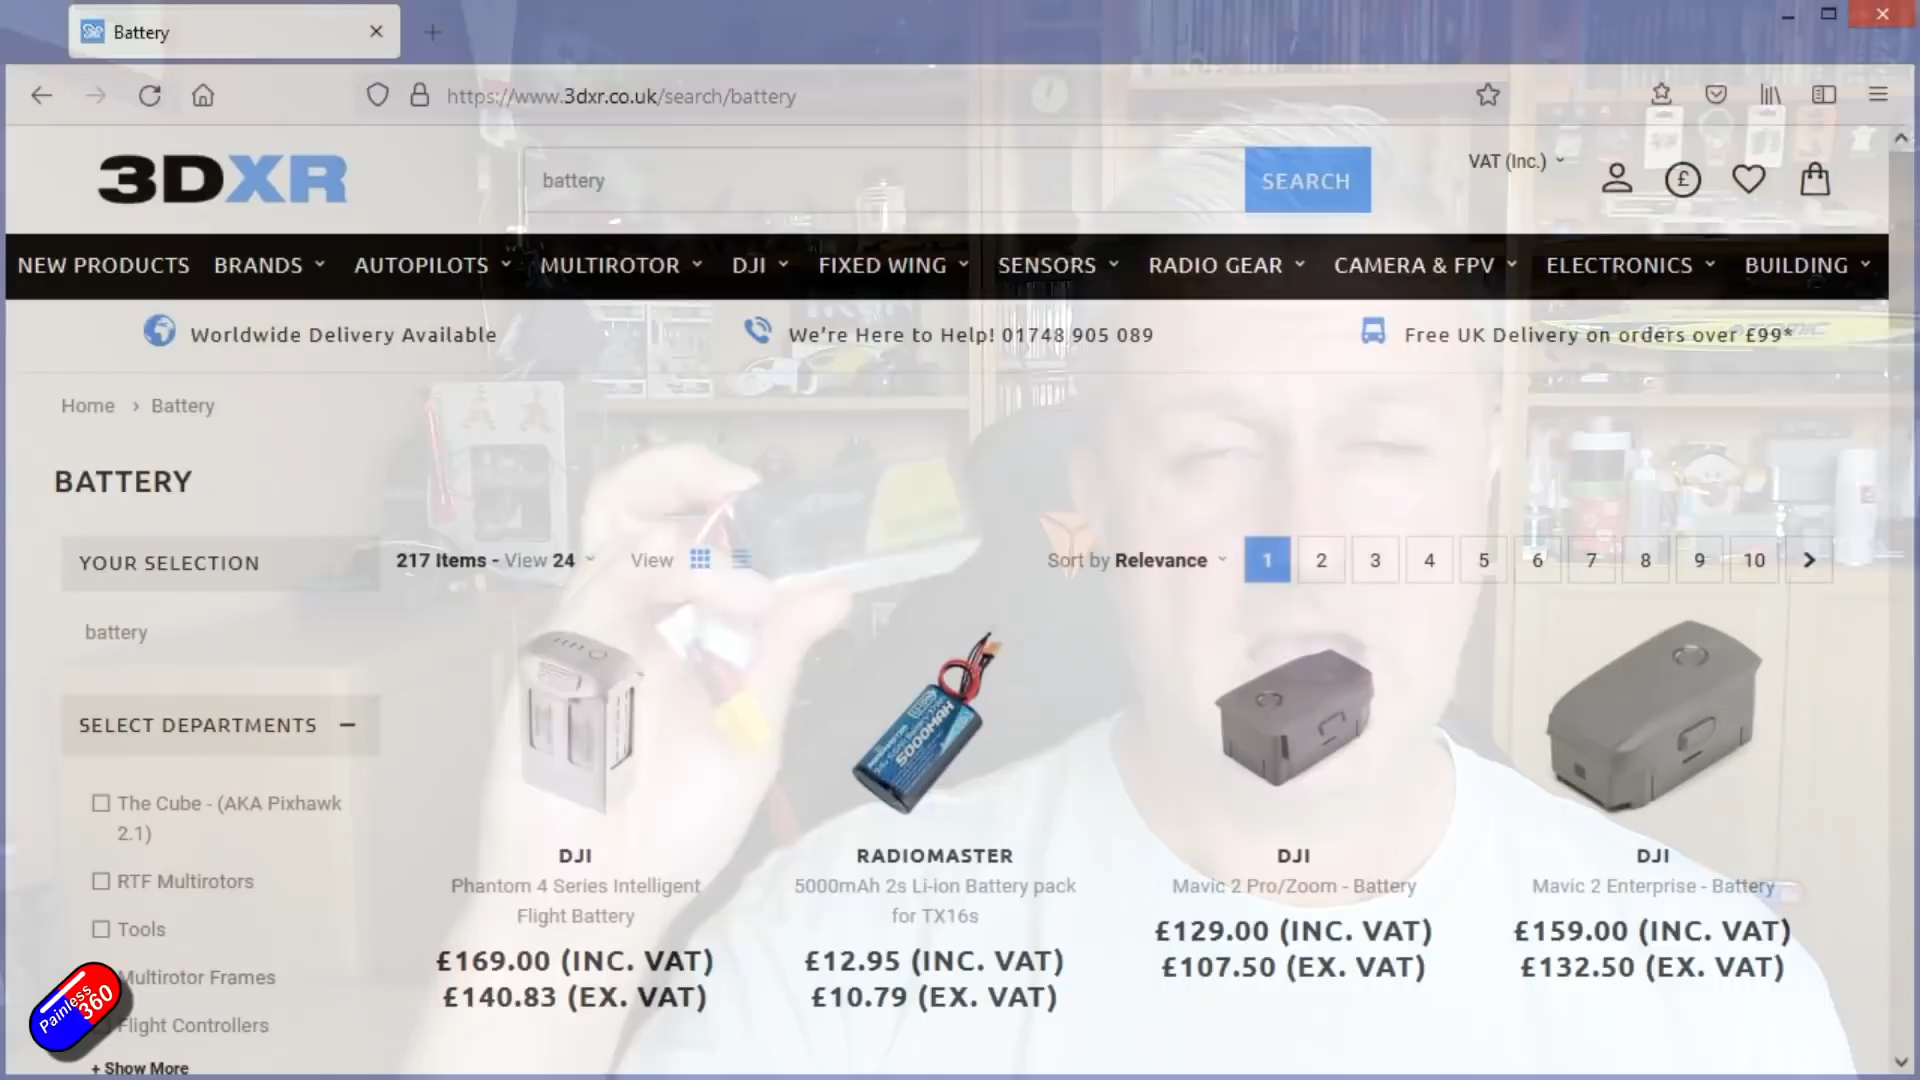 Battery
https://www.3dxr.co.uk/search/battery
3DXR
battery
SEARCH
VAT (Inc.)
£
NEW PRODUCTS BRANDS AUTOPILOTS MULTIROTOR DJI FIXED WING SENSORS RADIO GEAR CAMERA & FPV ELECTRONICS BUILDING
Worldwide Delivery Available
We're Here to Help! 01748 905 089
Free UK Delivery on orders over £99*
Home › Battery
BATTERY
YOUR SELECTION
battery
217 Items - View 24
View
Sort by Relevance
1 2 3 4 5 6 7 8 9 10
SELECT DEPARTMENTS
The Cube - (AKA Pixhawk
2.1)
RTF Multirotors
Tools
Multirotor Frames
Flight Controllers
+ Show More
5000MAH
DJI
Phantom 4 Series Intelligent
Flight Battery
£169.00 (INC. VAT)
£140.83 (EX. VAT)
RADIOMASTER
5000mAh 2s Li-ion Battery pack
for TX16s
£12.95 (INC. VAT)
£10.79 (EX. VAT)
DJI
Mavic 2 Pro/Zoom - Battery
£129.00 (INC. VAT)
£107.50 (EX. VAT)
DJI
Mavic 2 Enterprise - Battery
£159.00 (INC. VAT)
£132.50 (EX. VAT)
Painless
360